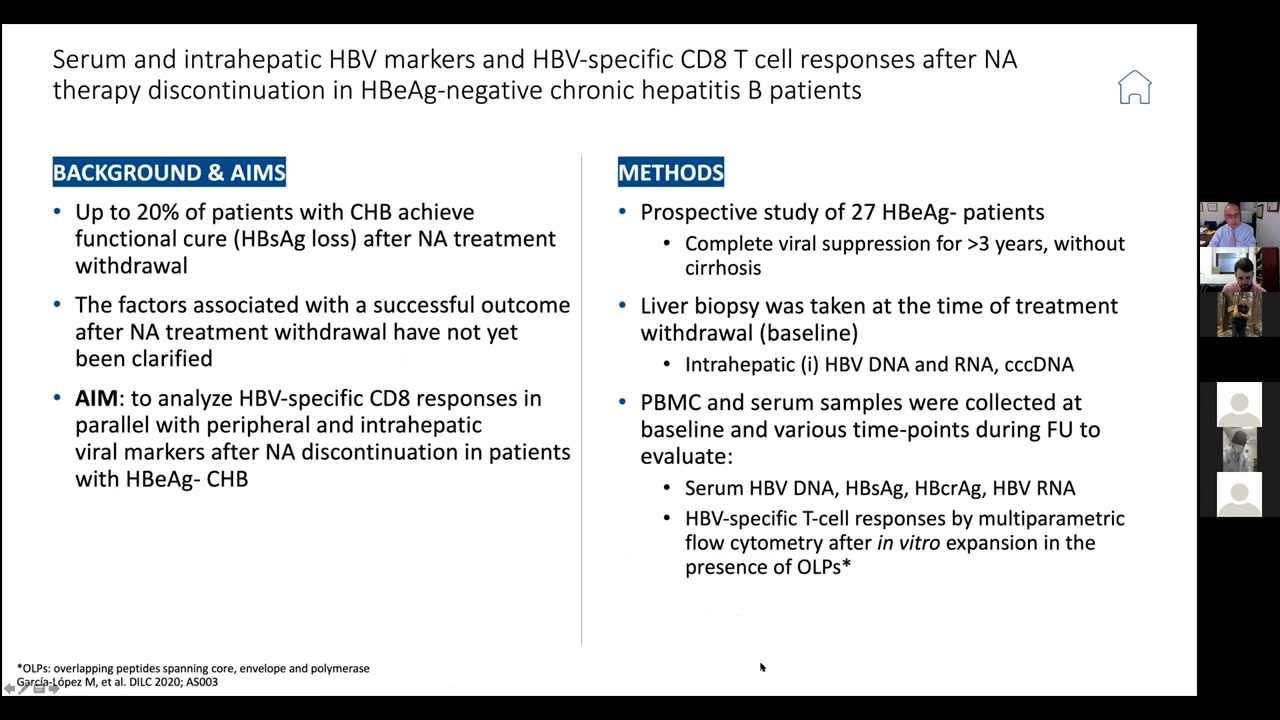 Serum and intrahepatic HBV markers and HBV-specific CD8 T cell responses after NA
therapy discontinuation in HBeAg-negative chronic hepatitis B patients
BACKGROUND & AIMS
• Up to 20% of patients with CHB achieve
functional cure (HBsAg loss) after NA treatment
withdrawal
• The factors associated with a successful outcome
after NA treatment withdrawal have not yet
been clarified
• AIM: to analyze HBV-specific CD8 responses in
parallel with peripheral and intrahepatic
viral markers after NA discontinuation in patients
with HBeAg- CHB
METHODS
• Prospective study of 27 HBeAg- patients
• Complete viral suppression for >3 years, without
cirrhosis
• Liver biopsy was taken at the time of treatment
withdrawal (baseline)
• Intrahepatic (i) HBV DNA and RNA, cccDNA
• PBMC and serum samples were collected at
baseline and various time-points during FU to
evaluate:
• Serum HBV DNA, HBsAg, HBcrAg, HBV RNA
• HBV-specific T-cell responses by multiparametric
flow cytometry after in vitro expansion in the
presence of OLPs*
*OLPs: overlapping peptides spanning core, envelope and polymerase
García-López M, et al. DILC 2020; AS003